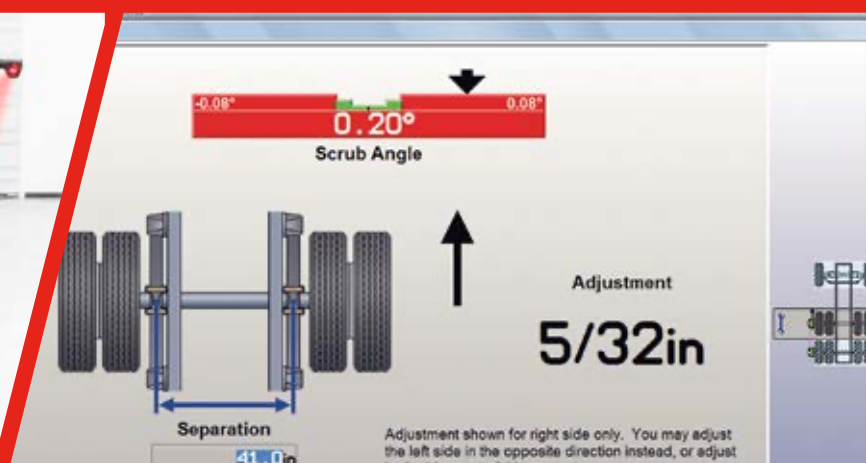 -0.08°
0.08°
0.20°
Scrub Angle
Adjustment
5/32in
Separation
41.0in
Adjustment shown for right side only. You may adjust
the left side in the opposite direction instead, or adjust